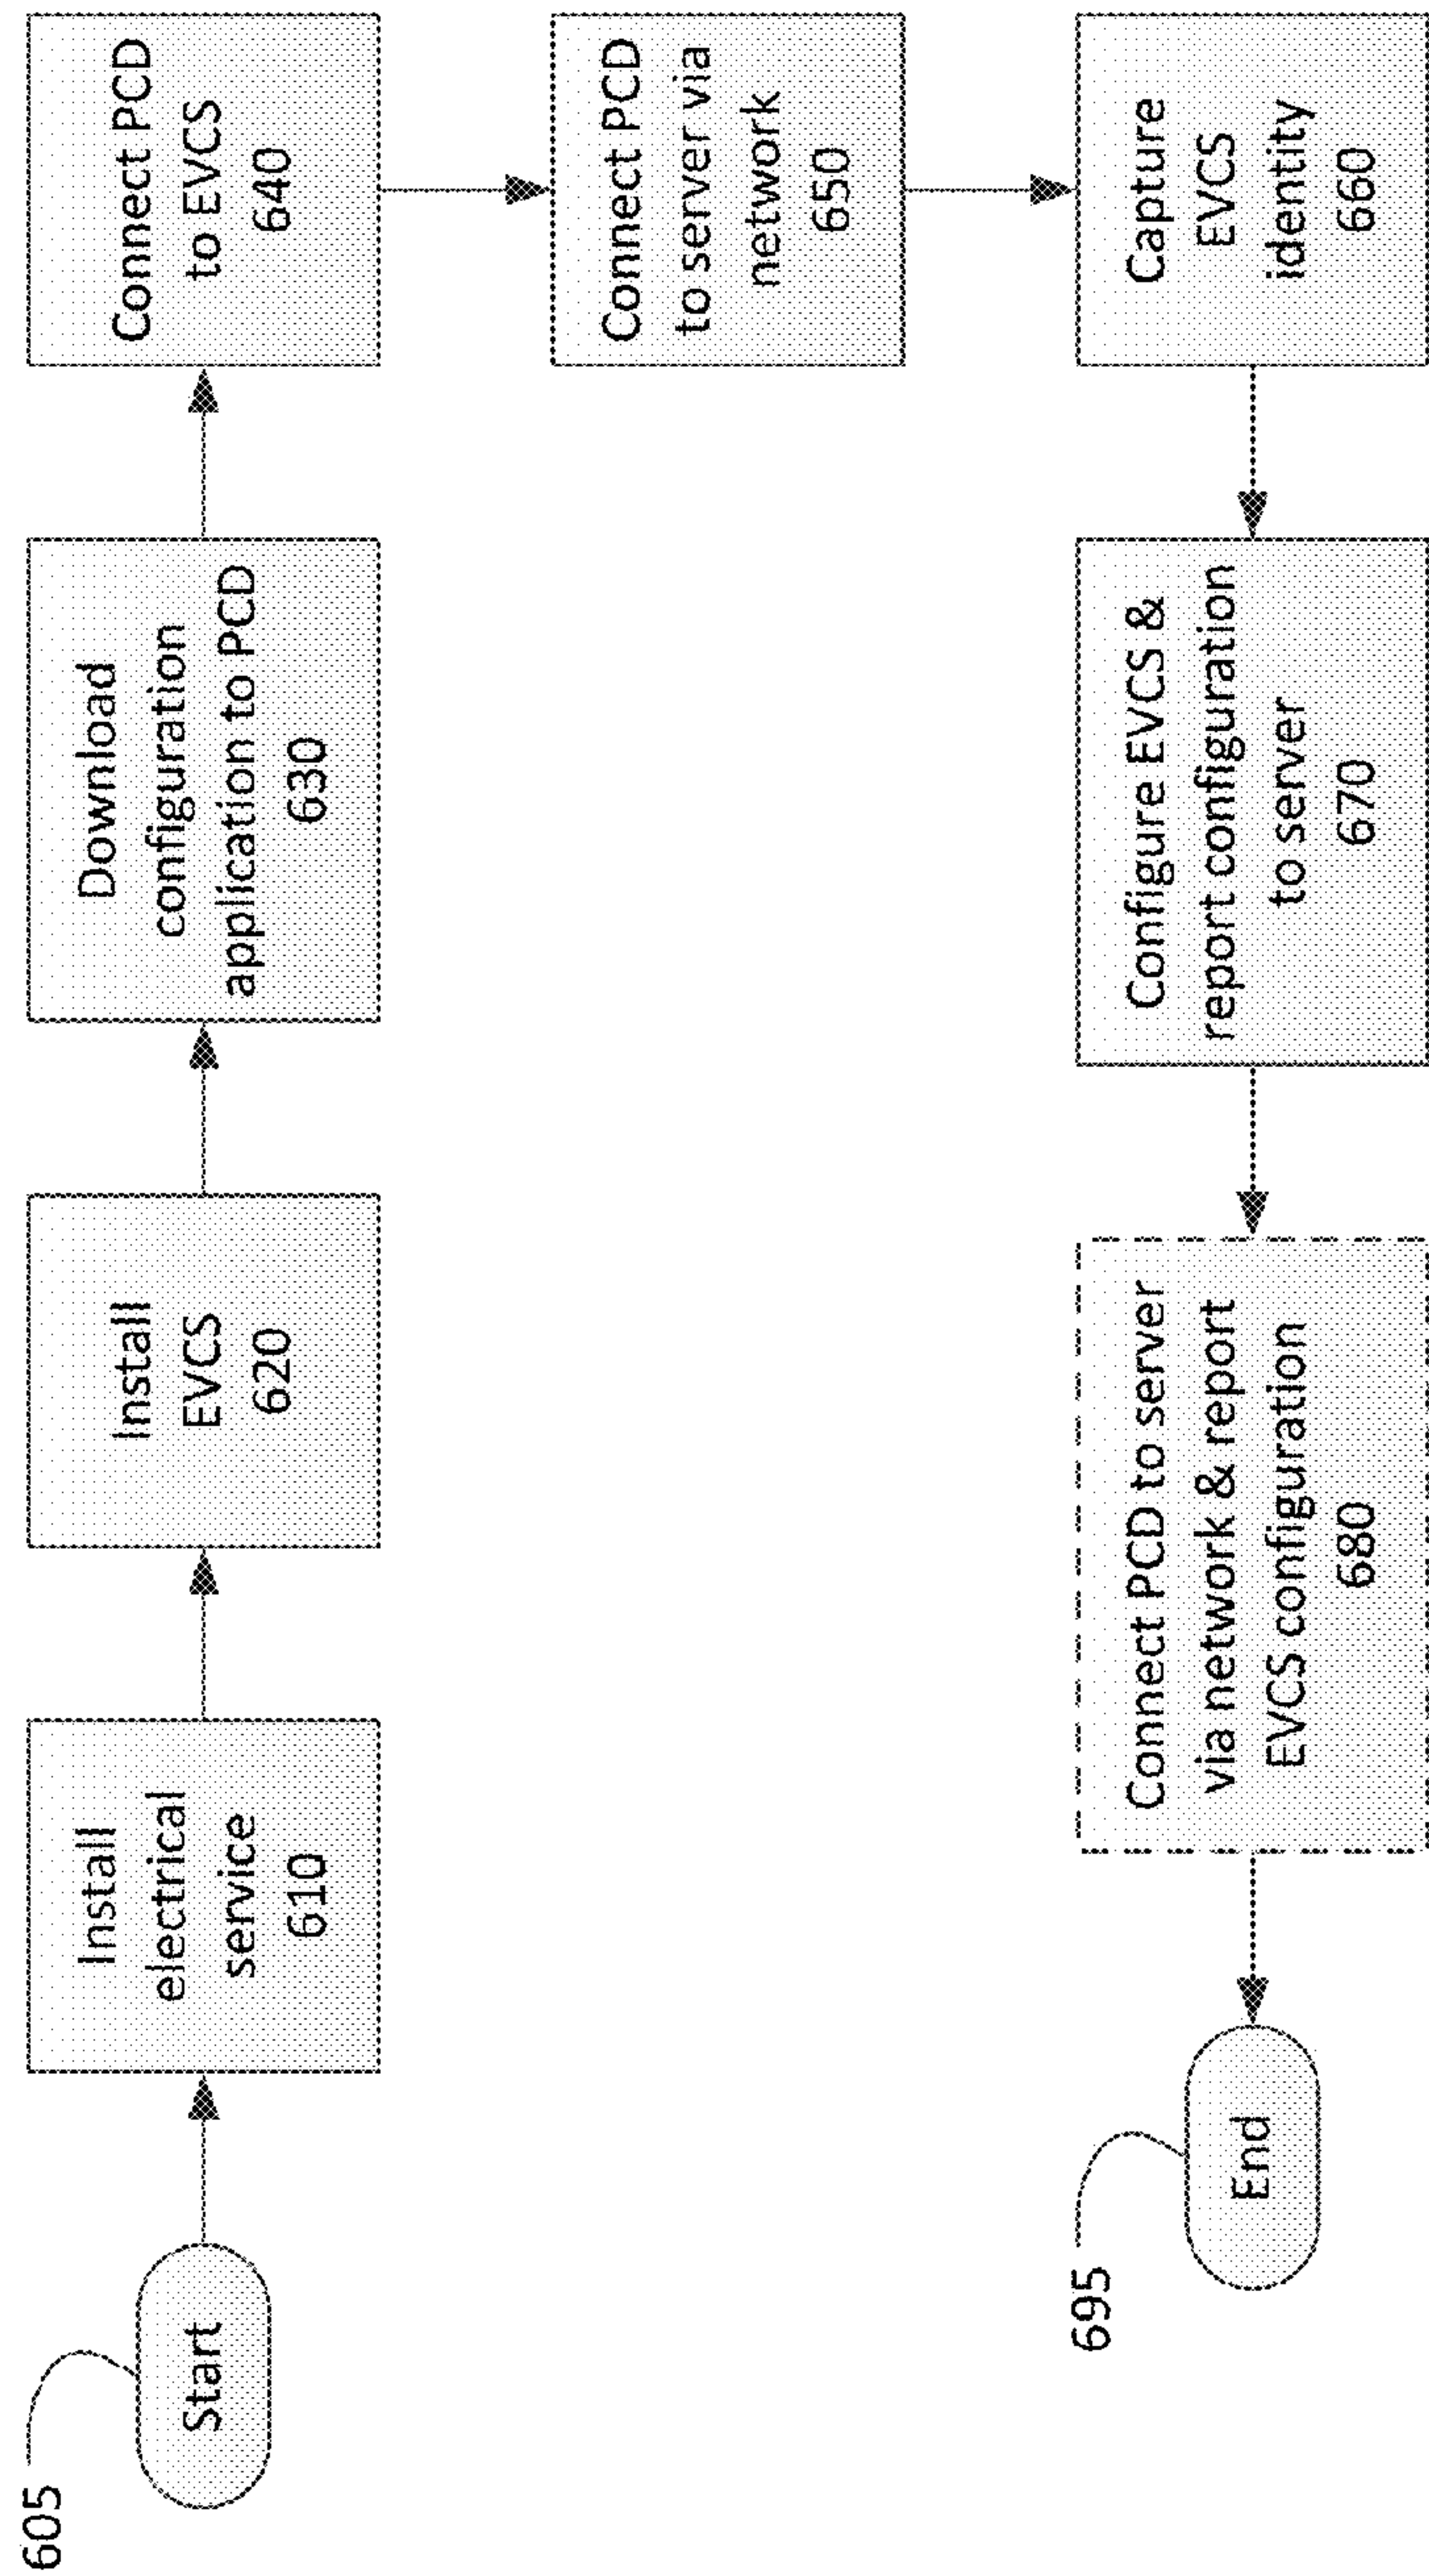 605
Start
Install
electrical
service
610
Install
EVCS
620
Download
configuration
application to PCD
630
Connect PCD
to EVCS
640
Connect PCD
to server via
network
650
Capture
EVCS
identity
660
Configure EVCS &
report configuration
to server
670
Connect PCD to server
via network & report
EVCS configuration
680
695
End